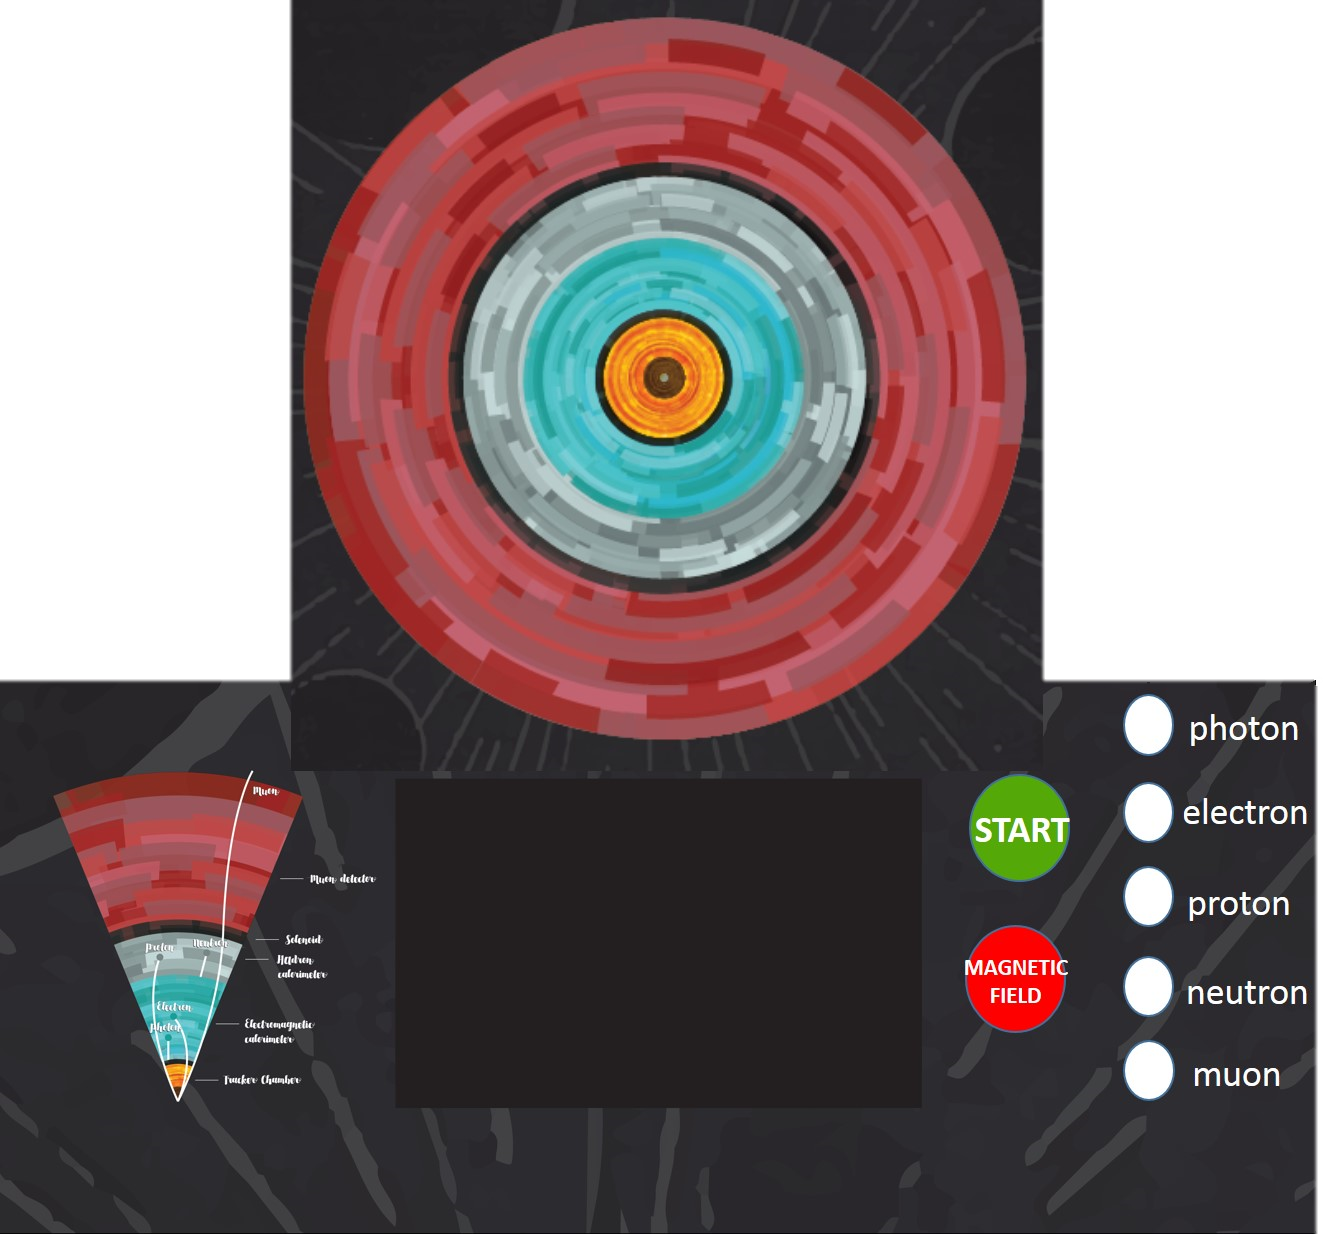 photon
electron
proton
neutron
muon
START
MAGNETIC
FIELD
Muon
Muon detector
Solenoid
Proton
Neutron
Hadron
calorimeter
Electron
Photon
Electromagnetic
calorimeter
Tracker Chamber